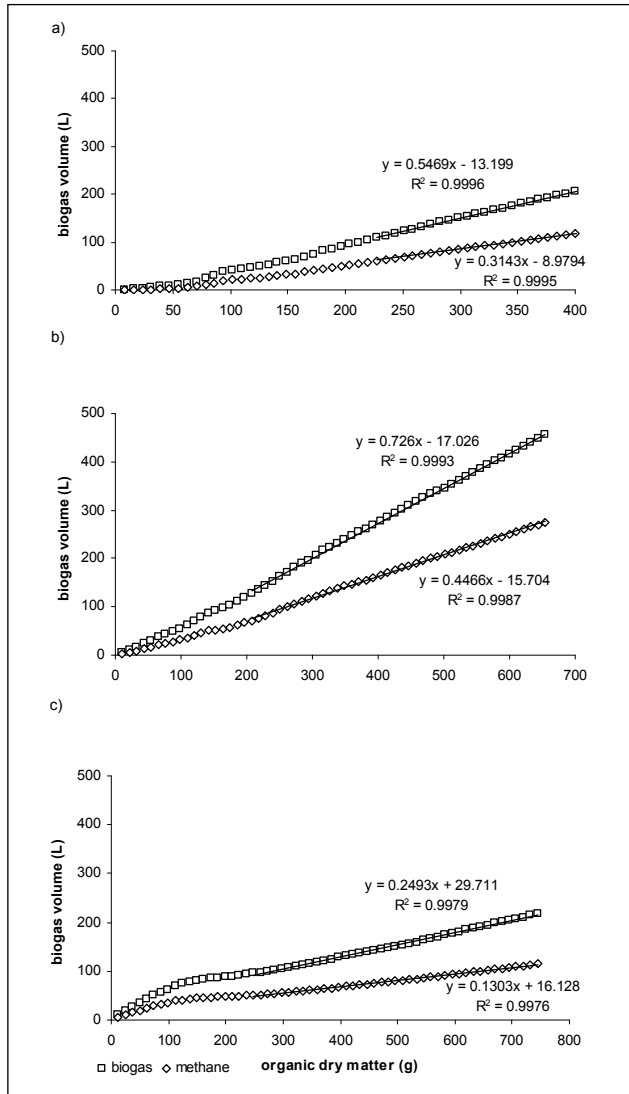 a)
500
400
300
200
100
0
biogas volume (L)
y = 0.5469x - 13.199
R² = 0.9996
y = 0.3143x - 8.9794
R² = 0.9995
0 50 100 150 200 250 300 350 400
b)
500
400
300
200
100
0
biogas volume (L)
y = 0.726x - 17.026
R² = 0.9993
y = 0.4466x - 15.704
R² = 0.9987
0 100 200 300 400 500 600 700
c)
500
400
300
200
100
0
biogas volume (L)
y = 0.2493x + 29.711
R² = 0.9979
y = 0.1303x + 16.128
R² = 0.9976
0 100 200 300 400 500 600 700 800
biogas methane organic dry matter (g)